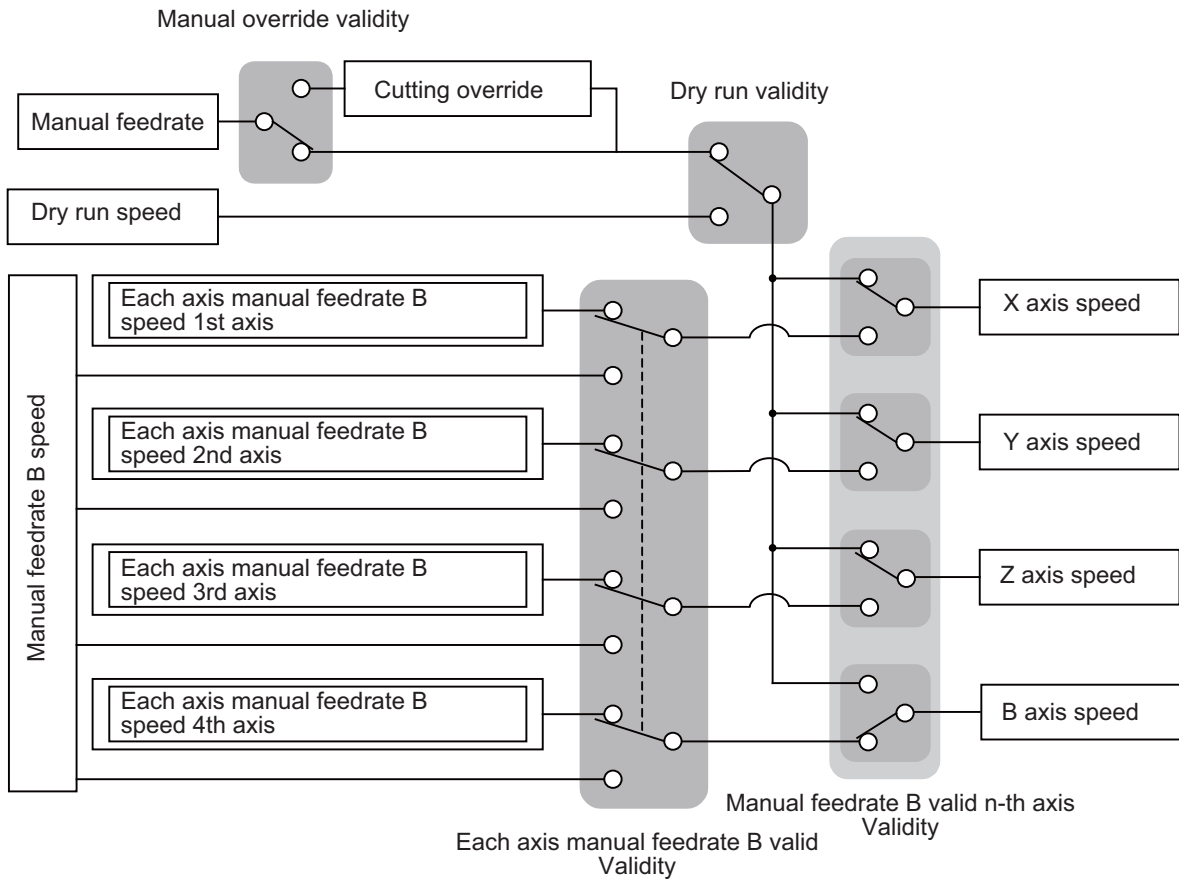 Manual override validity
Cutting override
Manual feedrate
Dry run validity
Dry run speed
Manual feedrate B speed
Each axis manual feedrate B
speed 1st axis
X axis speed
Each axis manual feedrate B
speed 2nd axis
Y axis speed
Each axis manual feedrate B
speed 3rd axis
Z axis speed
Each axis manual feedrate B
speed 4th axis
B axis speed
Manual feedrate B valid n-th axis
Validity
Each axis manual feedrate B valid
Validity